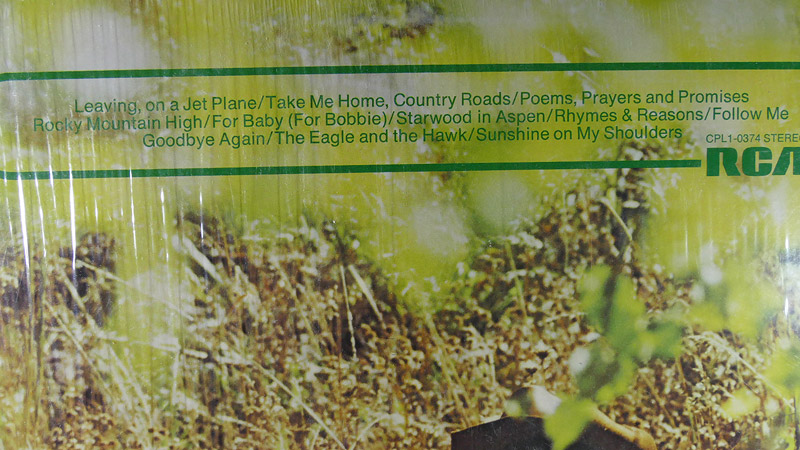 Leaving, on a Jet Plane/Take Me Home, Country Roads/Poems, Prayers and Promises
Rocky Mountain High/For Baby (For Bobbie)/Starwood in Aspen/Rhymes & Reasons/Follow Me
Goodbye Again/The Eagle and the Hawk/Sunshine on My Shoulders
CPL1-0374 STEREO
RCA